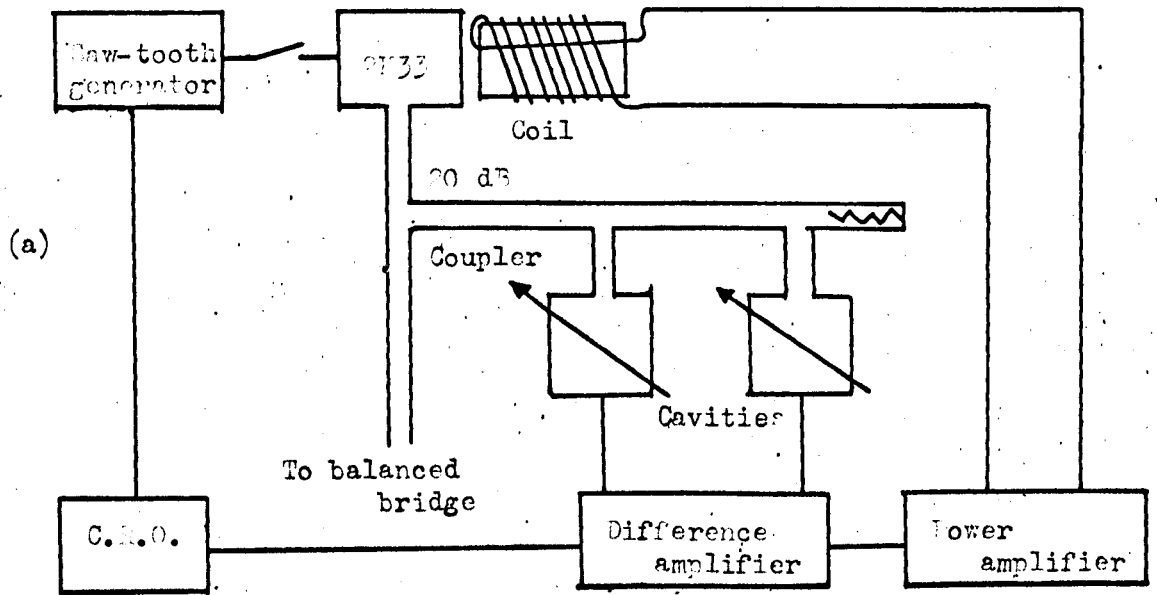 (a)
Saw-tooth
generator
Coil
20 dB
Coupler
Cavities
To balanced
bridge
C.R.O.
Difference
amplifier
Power
amplifier